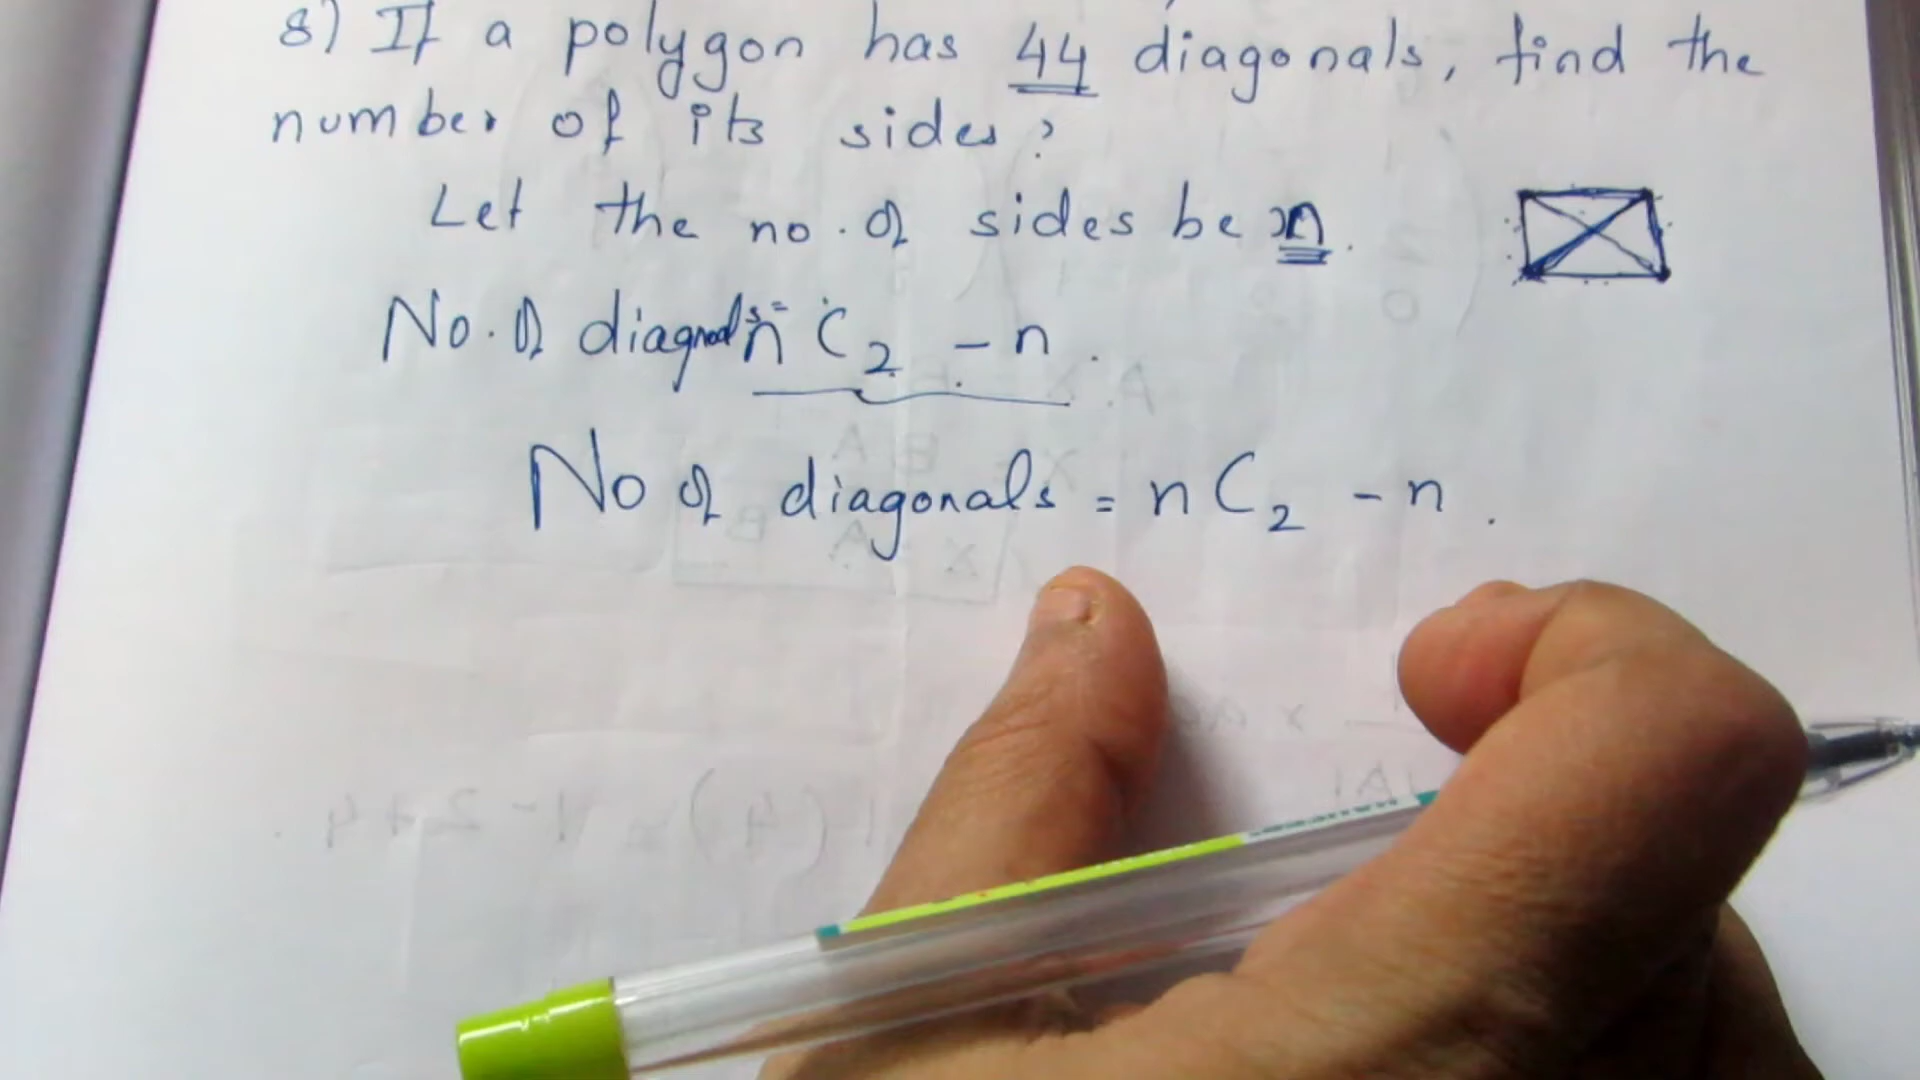 8) If a polygon has 44 diagonals, find the
number of its sides?
Let the no. of sides be n.
No. of diagnals = nC2 - n.
No of diagonals = nC2 - n.